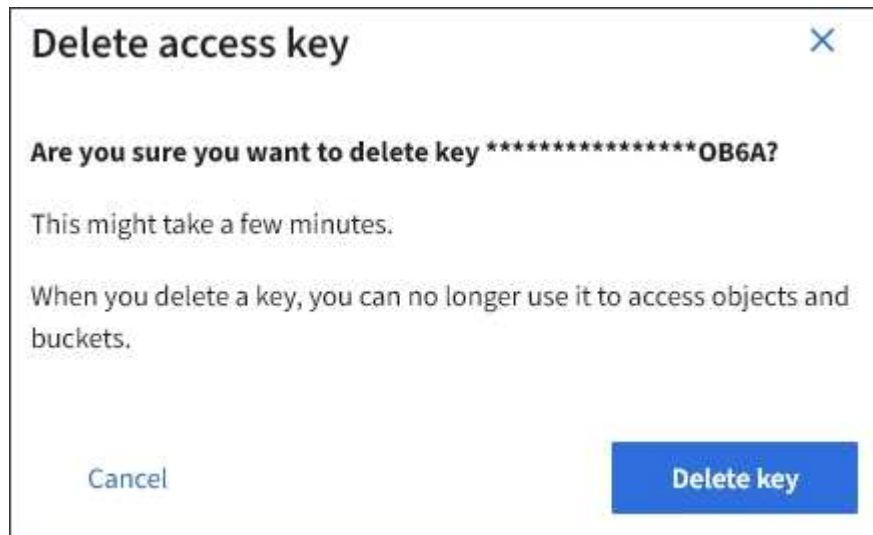 Delete access key
Are you sure you want to delete key ****************OB6A?
This might take a few minutes.
When you delete a key, you can no longer use it to access objects and
buckets.
Cancel
Delete key